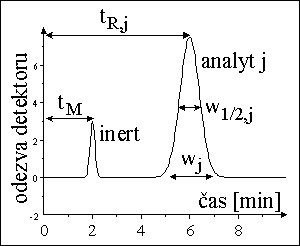 t_R,j
analyt j
w_1/2,j
t_M
inert
w_j
čas [min]
odezva detektoru
6
4
2
0
-2
0
2
4
6
8